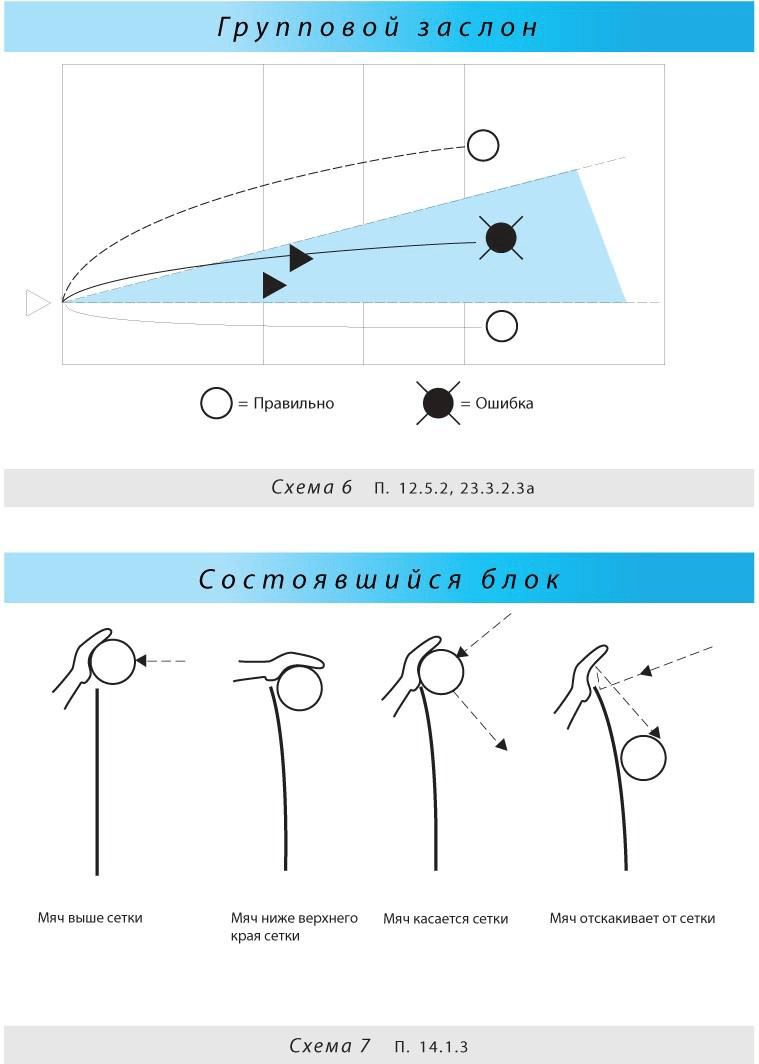 Групповой заслон
= Правильно
= Ошибка
Схема 6 П. 12.5.2, 23.3.2.3а
Состоявшийся блок
Мяч выше сетки
Мяч ниже верхнего
края сетки
Мяч касается сетки
Мяч отскакивает от сетки
Схема 7 П. 14.1.3